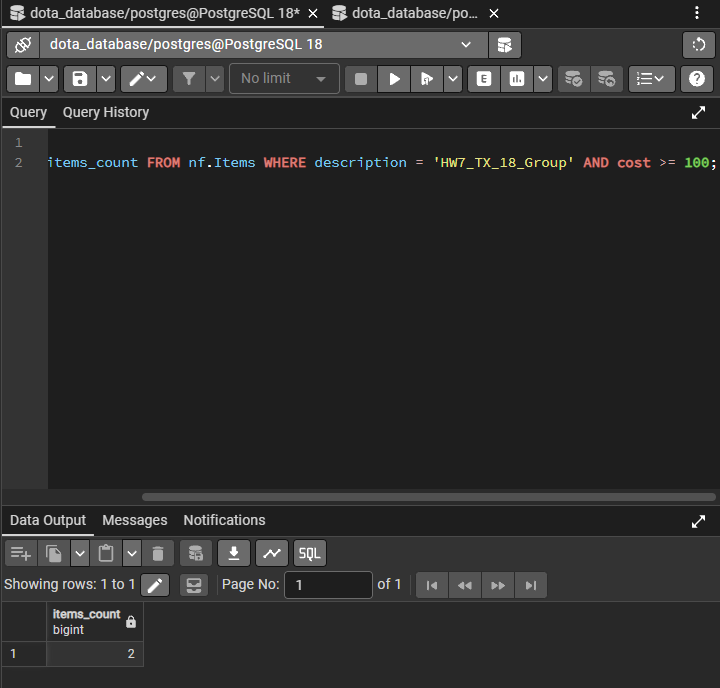 dota_database/postgres@PostgreSQL 18* dota_database/po...
dota_database/postgres@PostgreSQL 18
No limit E
Query Query History
1
2 items_count FROM nf.Items WHERE description = 'HW7_TX_18_Group' AND cost >= 100;
Data Output Messages Notifications
SQL
Showing rows: 1 to 1 Page No: 1 of 1
items_count
bigint
1 2